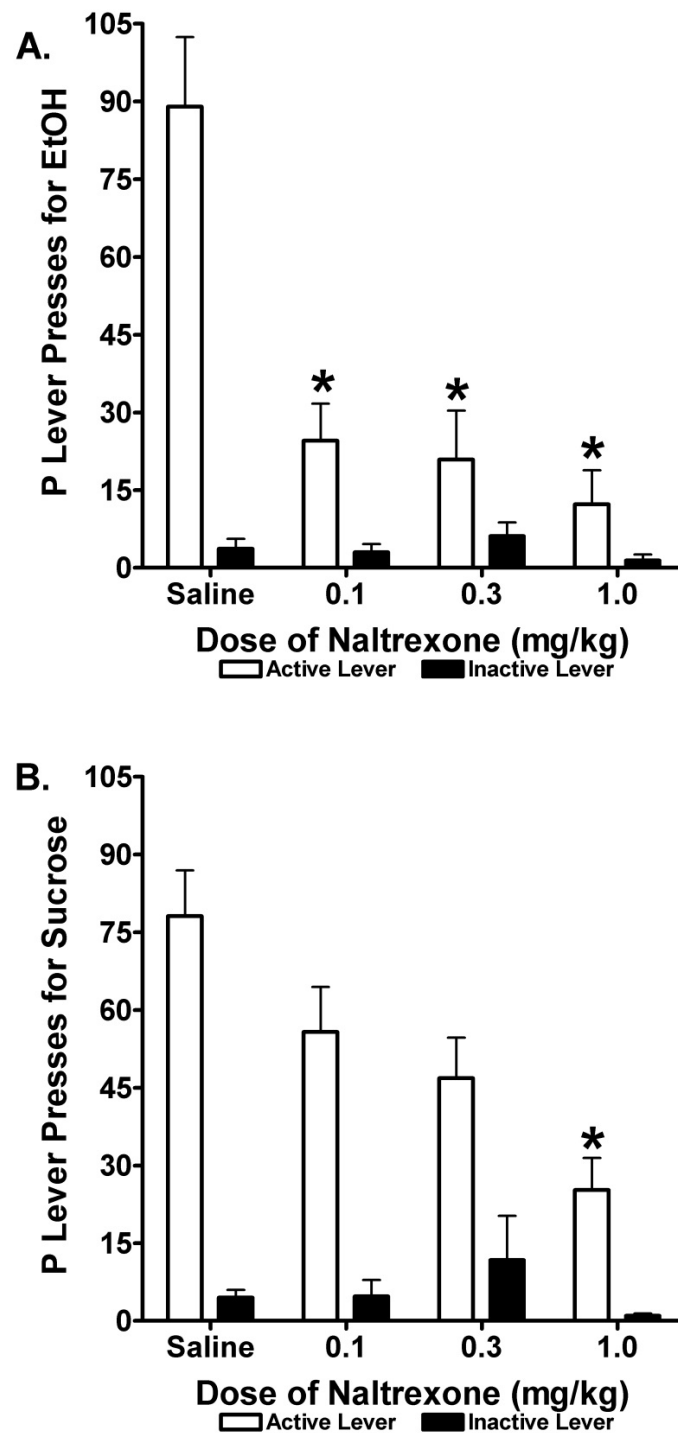 A.
P Lever Presses for EtOH
105
90
75
60
45
30
15
0
*
*
*
Saline 0.1 0.3 1.0
Dose of Naltrexone (mg/kg)
Active Lever Inactive Lever
B.
P Lever Presses for Sucrose
105
90
75
60
45
30
15
0
*
Saline 0.1 0.3 1.0
Dose of Naltrexone (mg/kg)
Active Lever Inactive Lever